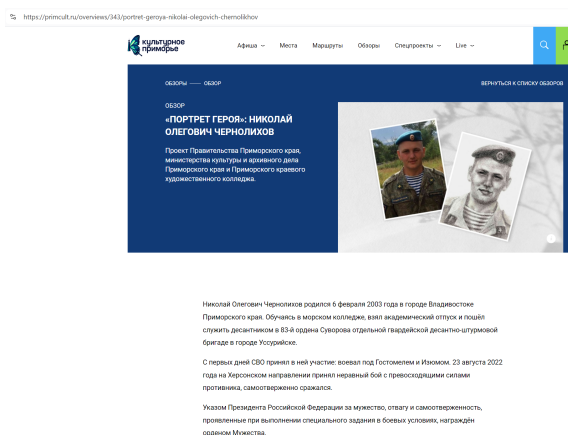 https://primcult.ru/overviews/343/portret-geroya-nikolai-olegovich-chernolikhov
культурное
приморье
Афиша
Места
Маршруты
Обзоры
Спецпроекты
Live
ОБЗОРЫ —— ОБЗОР
ВЕРНУТЬСЯ К СПИСКУ ОБЗОРОВ
ОБЗОР
«ПОРТРЕТ ГЕРОЯ»: НИКОЛАЙ
ОЛЕГОВИЧ ЧЕРНОЛИХОВ
Проект Правительства Приморского края,
министерства культуры и архивного дела
Приморского края и Приморского краевого
художественного колледжа.
Николай Олегович Чернолихов родился 6 февраля 2003 года в городе Владивостоке
Приморского края. Обучаясь в морском колледже, взял академический отпуск и пошёл
служить десантником в 83-й ордена Суворова отдельной гвардейской десантно-штурмовой
бригаде в городе Уссурийске.
С первых дней СВО принял в ней участие: воевал под Гостомелем и Изюмом. 23 августа 2022
года на Херсонском направлении принял неравный бой с превосходящими силами
противника, самоотверженно сражался.
Указом Президента Российской Федерации за мужество, отвагу и самоотверженность,
проявленные при выполнении специального задания в боевых условиях, награждён
орденом Мужества.